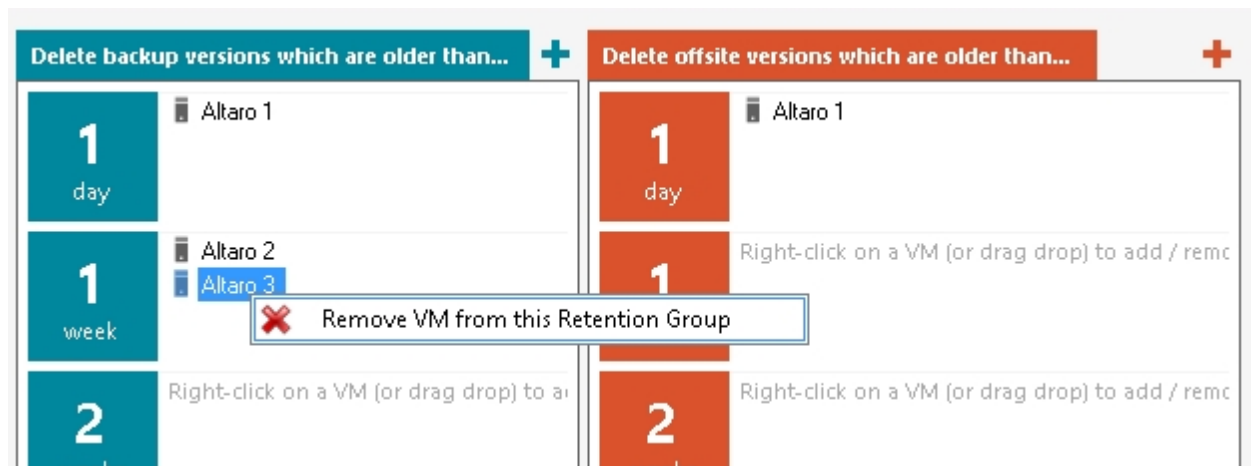 Delete backup versions which are older than...
1
day
Altaro 1
1
week
Altaro 2
Altaro 3
Remove VM from this Retention Group
2
Right-click on a VM (or drag drop) to
Delete offsite versions which are older than...
1
day
Altaro 1
1
Right-click on a VM (or drag drop) to add /
2
Right-click on a VM (or drag drop) to add /